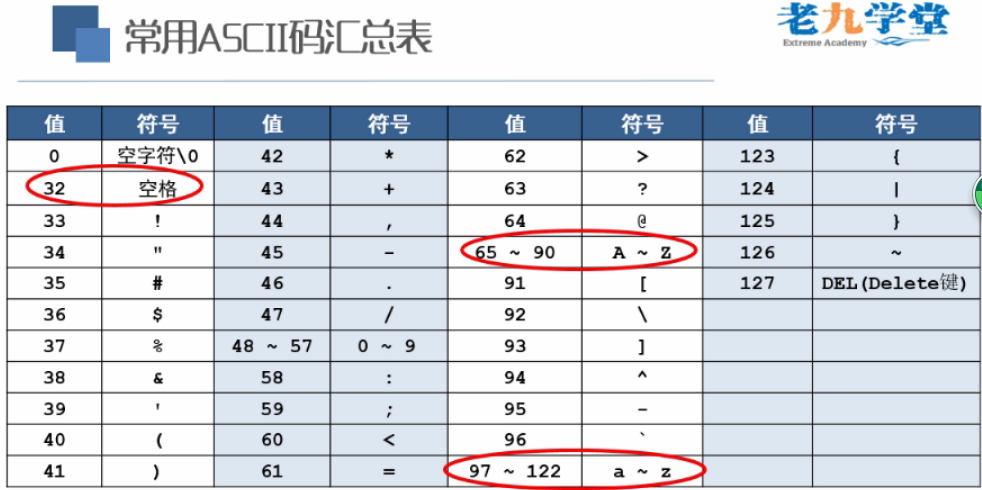 常用ASCII码汇总表
老九学堂
Extreme Academy
值 符号 值 符号 值 符号 值 符号
0 空字符\0 42 * 62 > 123 {
32 空格 43 + 63 ? 124 |
33 ! 44 , 64 @ 125 }
34 " 45 - 65 ~ 90 A ~ Z 126 ~
35 # 46 . 91 [ 127 DEL(Delete键)
36 $ 47 / 92 \
37 % 48 ~ 57 0 ~ 9 93 ]
38 & 58 : 94 ^
39 ' 59 ; 95 –
40 ( 60 < 96 `
41 ) 61 = 97 ~ 122 a ~ z